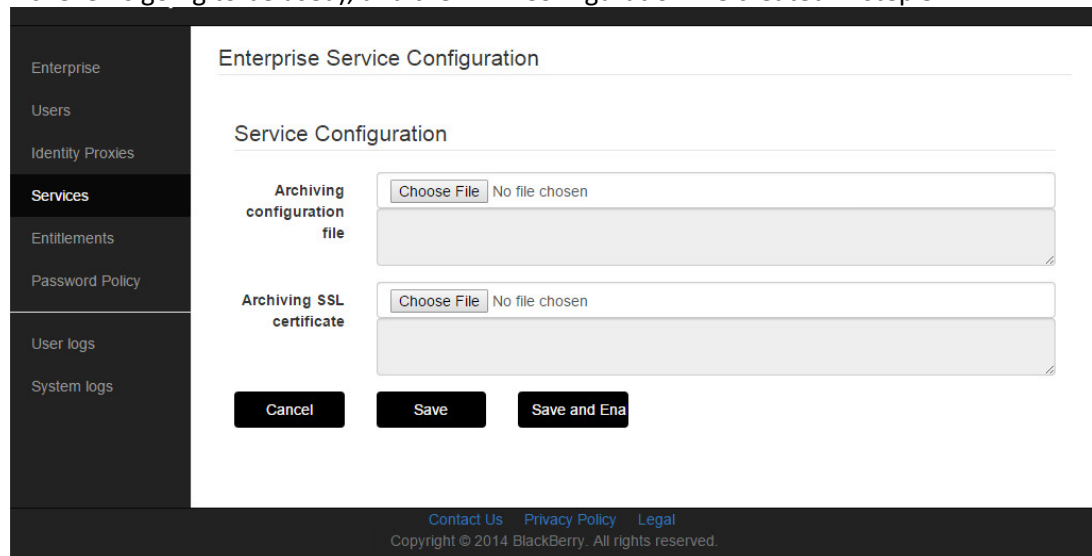 Enterprise Service Configuration
Enterprise
Users
Identity Proxies
Services
Entitlements
Password Policy
User logs
System logs
Service Configuration
Archiving
configuration
file
Choose File No file chosen
Archiving SSL
certificate
Choose File No file chosen
Cancel Save Save and Ena
Contact Us Privacy Policy Legal
Copyright © 2014 BlackBerry. All rights reserved.